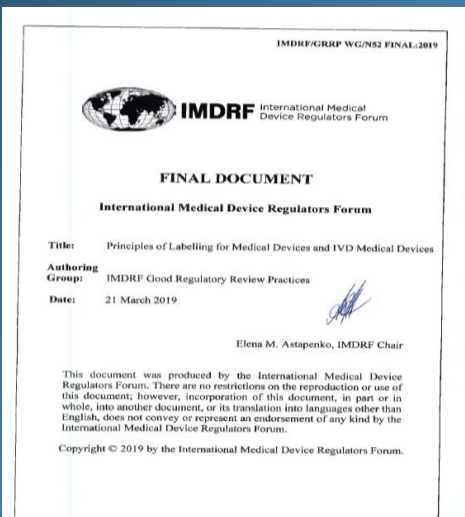 IMDRF/GRRP WG/N52 FINAL:2019
IMDRF International Medical
Device Regulators Forum
FINAL DOCUMENT
International Medical Device Regulators Forum
Title: Principles of Labelling for Medical Devices and IVD Medical Devices
Authoring
Group: IMDRF Good Regulatory Review Practices
Date: 21 March 2019
Elena M. Astapenko, IMDRF Chair
This document was produced by the International Medical Device
Regulators Forum. There are no restrictions on the reproduction or use of
this document; however, incorporation of this document, in part or in
whole, into another document, or its translation into languages other than
English, does not convey or represent an endorsement of any kind by the
International Medical Device Regulators Forum.
Copyright © 2019 by the International Medical Device Regulators Forum.